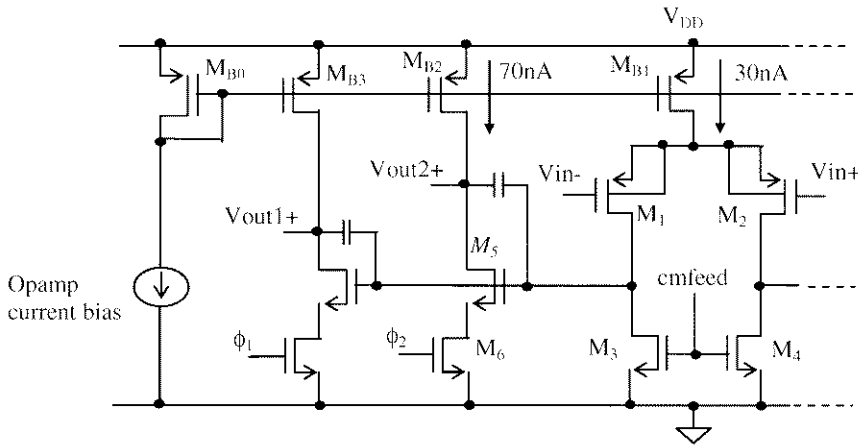 V_DD
M_B0
M_B3
M_B2
70nA
M_B1
30nA
Vout2+
Vin-
Vin+
Vout1+
M_1
M_2
M_5
cmfeed
Opamp
current bias
ϕ_1
ϕ_2
M_6
M_3
M_4